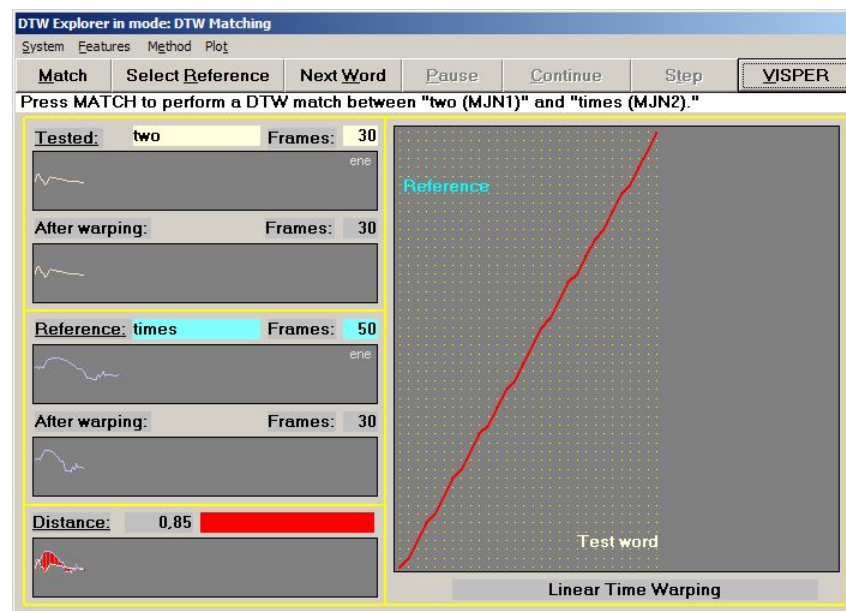 DTW Explorer in mode: DTW Matching
System Features Method Plot
Match Select Reference Next Word Pause Continue Step VISPER
Press MATCH to perform a DTW match between "two (MJN1)" and "times (MJN2)."
Tested: two Frames: 30
ene
After warping: Frames: 30
Reference: times Frames: 50
ene
After warping: Frames: 30
Distance: 0,85
Reference
Test word
Linear Time Warping